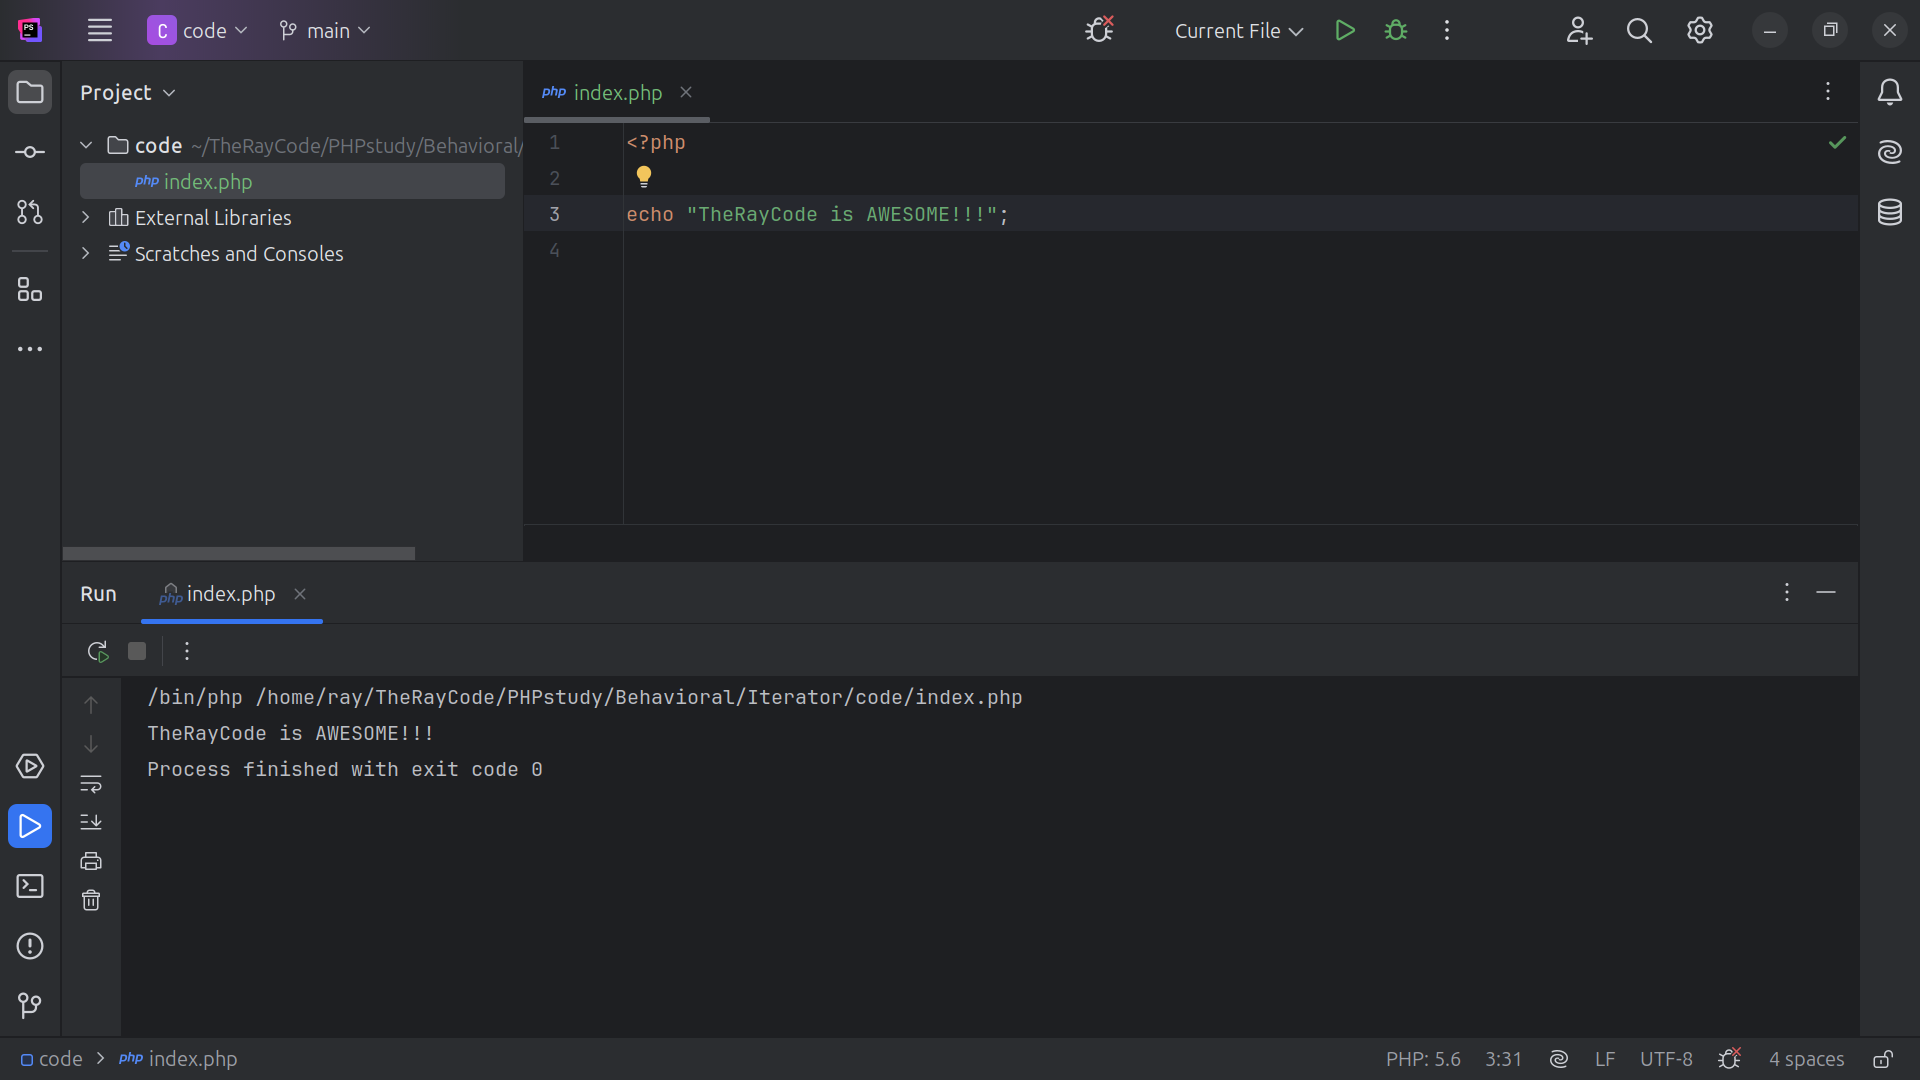 PS
C code main
Current File
Project
php index.php
code ~/TheRayCode/PHPstudy/Behavioral/
php index.php
External Libraries
Scratches and Consoles
1 <?php
2
3 echo "TheRayCode is AWESOME!!!";
4
Run php index.php
/bin/php /home/ray/TheRayCode/PHPstudy/Behavioral/Iterator/code/index.php
TheRayCode is AWESOME!!!
Process finished with exit code 0
code php index.php
PHP: 5.6 3:31 LF UTF-8 4 spaces